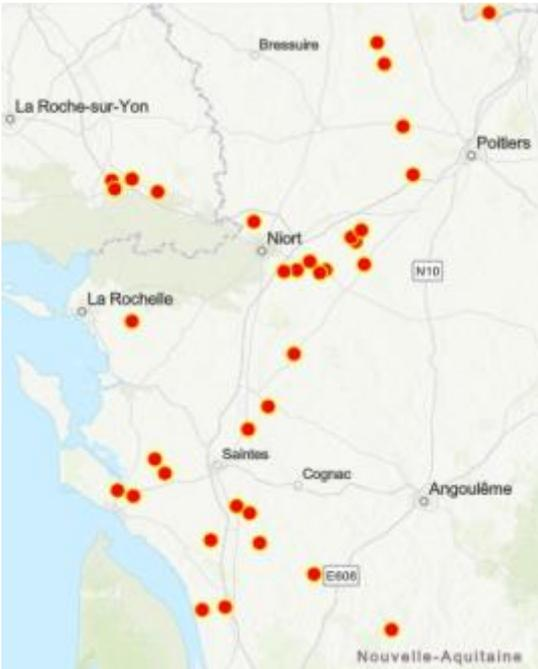 Bressuire
La Roche-sur-Yon
Poitiers
Niort
N10
La Rochelle
Saintes
Cognac
Angoulême
E606
Nouvelle-Aquitaine